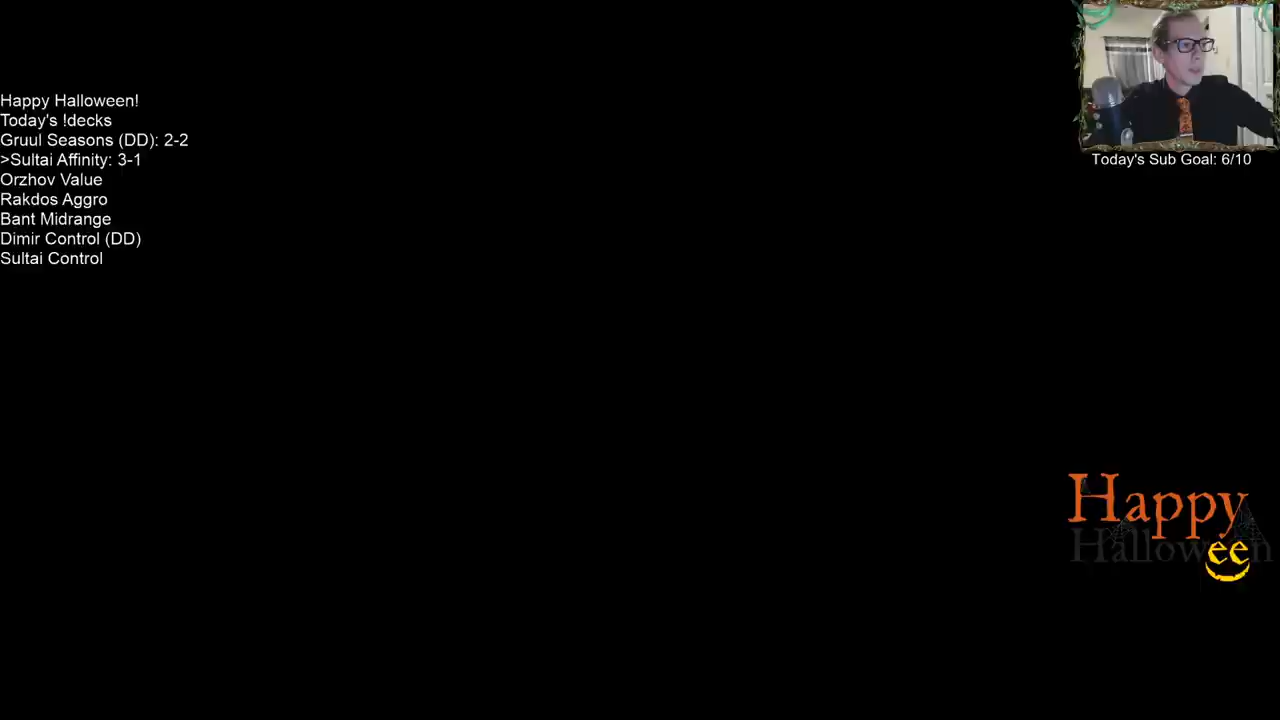 Happy Halloween!
Today's !decks
Gruul Seasons (DD): 2-2
>Sultai Affinity: 3-1
Orzhov Value
Rakdos Aggro
Bant Midrange
Dimir Control (DD)
Sultai Control
Today's Sub Goal: 6/10
Happy
Halloween